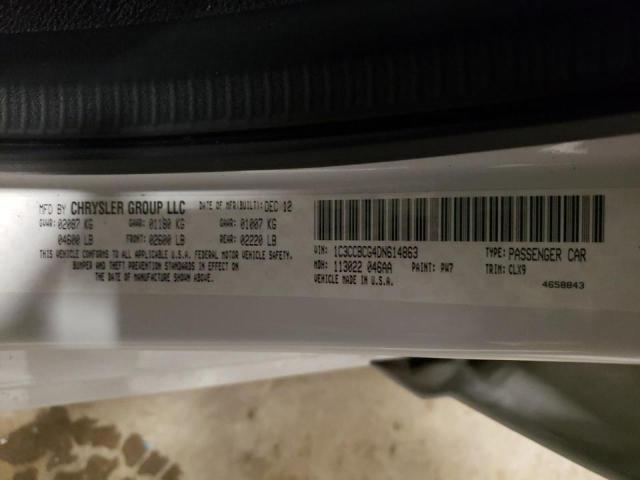 MFD BY CHRYSLER GROUP LLC DATE OF MFR(BUILT): DEC 12
GVWR: 02087 KG GAWR: 01180 KG GAWR: 01007 KG
04600 LB FRONT: 02600 LB REAR: 02220 LB
THIS VEHICLE CONFORMS TO ALL APPLICABLE U.S.A. FEDERAL MOTOR VEHICLE SAFETY,
BUMPER AND THEFT PREVENTION STANDARDS IN EFFECT ON
THE DATE OF MANUFACTURE SHOWN ABOVE.
VIN: 1C3CCBCG4DN614863 TYPE: PASSENGER CAR
MDH: 113022 046AA PAINT: PW7 TRIM: CLX9
VEHICLE MADE IN U.S.A. 4658843